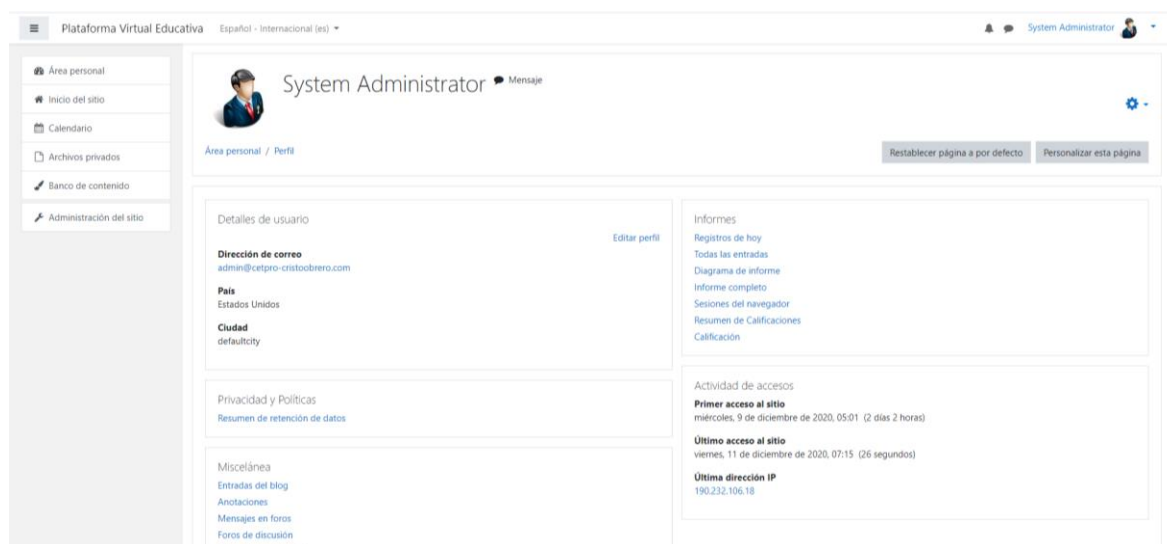 Plataforma Virtual Educativa Español - Internacional (es)
System Administrator
Área personal
Inicio del sitio
Calendario
Archivos privados
Banco de contenido
Administración del sitio
System Administrator Mensaje
Área personal / Perfil
Restablecer página a por defecto Personalizar esta página
Detalles de usuario
Editar perfil
Dirección de correo
admin@cetpro-cristoobrero.com
País
Estados Unidos
Ciudad
defaultcity
Privacidad y Políticas
Resumen de retención de datos
Miscelánea
Entradas del blog
Anotaciones
Mensajes en foros
Foros de discusión
Informes
Registros de hoy
Todas las entradas
Diagrama de informe
Informe completo
Sesiones del navegador
Resumen de Calificaciones
Calificación
Actividad de accesos
Primer acceso al sitio
miércoles, 9 de diciembre de 2020, 05:01 (2 días 2 horas)
Último acceso al sitio
viernes, 11 de diciembre de 2020, 07:15 (26 segundos)
Última dirección IP
190.232.106.18